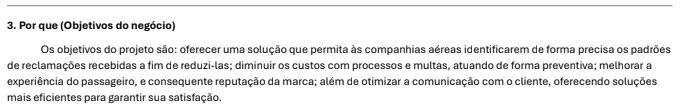 3. Por que (Objetivos do negócio)
Os objetivos do projeto são: oferecer uma solução que permita às companhias aéreas identificarem de forma precisa os padrões
de reclamações recebidas a fim de reduzi-las; diminuir os custos com processos e multas, atuando de forma preventiva; melhorar a
experiência do passageiro, e consequente reputação da marca; além de otimizar a comunicação com o cliente, oferecendo soluções
mais eficientes para garantir sua satisfação.